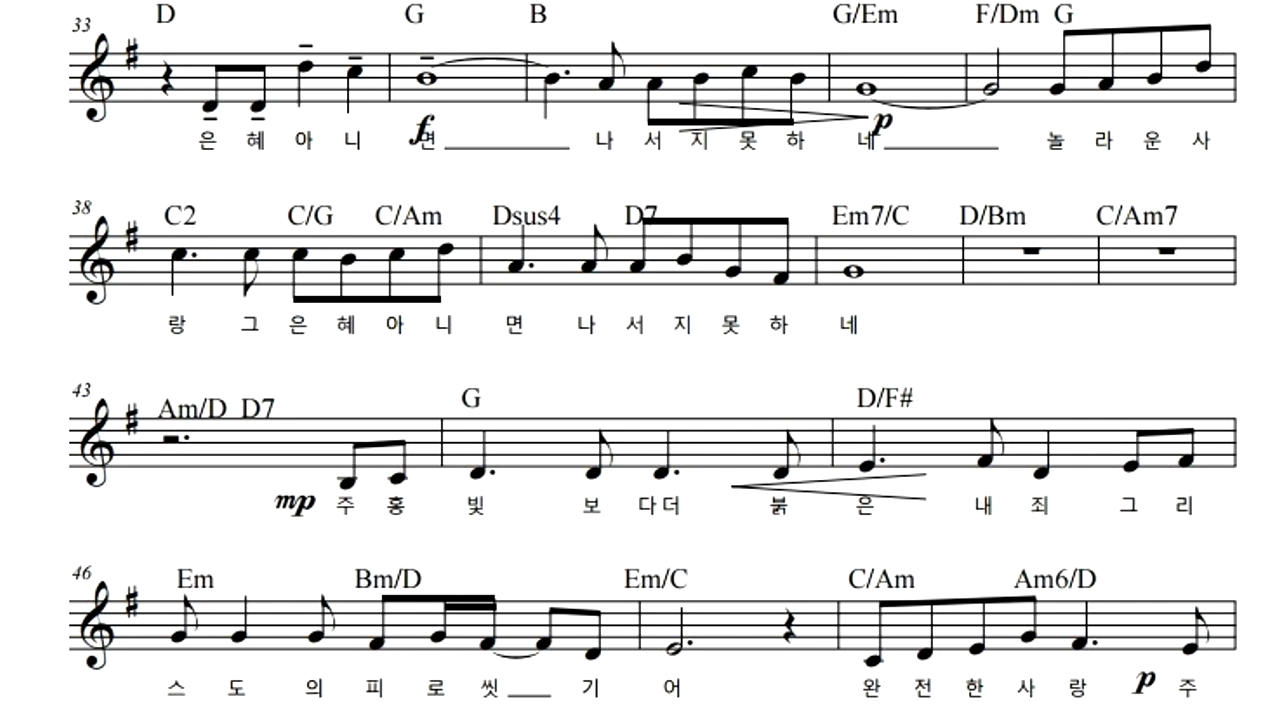 33 D G B G/Em F/Dm G
f p
은 혜 아 니 면 나 서 지 못 하 네 놀 라 운 사
38 C2 C/G C/Am Dsus4 D7 Em7/C D/Bm C/Am7
랑 그 은 혜 아 니 면 나 서 지 못 하 네
43 Am/D D7 G D/F#
mp 주 홍 빛 보 다 더 붉 은 내 죄 그 리
46 Em Bm/D Em/C C/Am Am6/D
스 도 의 피 로 씻 기 어 완 전 한 사 랑 p 주